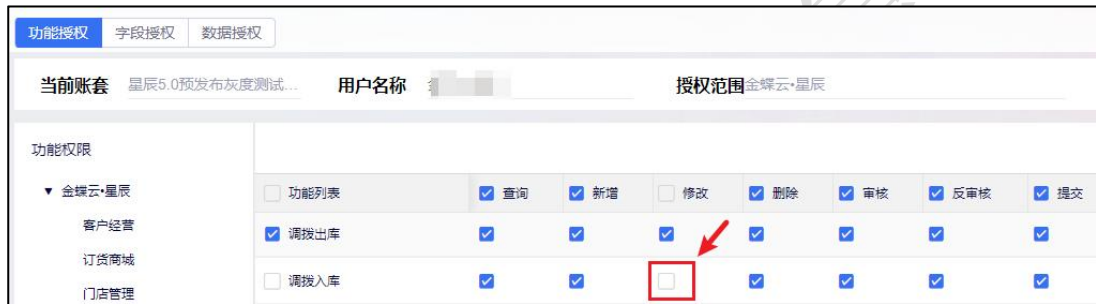 功能授权 字段授权 数据授权
当前账套 星辰5.0预发布灰度测试... 用户名称 授权范围 金蝶云•星辰
功能权限
▼ 金蝶云•星辰
客户经营
订货商城
门店管理
功能列表 查询 新增 修改 删除 审核 反审核 提交
调拨出库
调拨入库